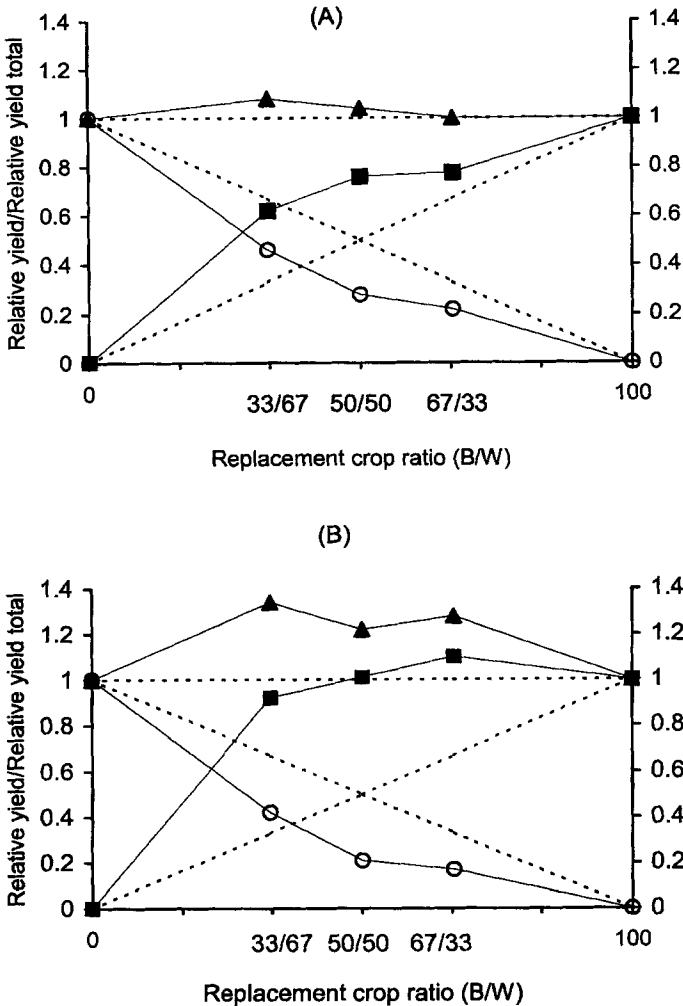 (A)
Relative yield/Relative yield total
1.4 1.4
1.2 1.2
1 1
0.8 0.8
0.6 0.6
0.4 0.4
0.2 0.2
0 0
0 33/67 50/50 67/33 100
Replacement crop ratio (B/W)
(B)
Relative yield/Relative yield total
1.4 1.4
1.2 1.2
1 1
0.8 0.8
0.6 0.6
0.4 0.4
0.2 0.2
0 0
0 33/67 50/50 67/33 100
Replacement crop ratio (B/W)